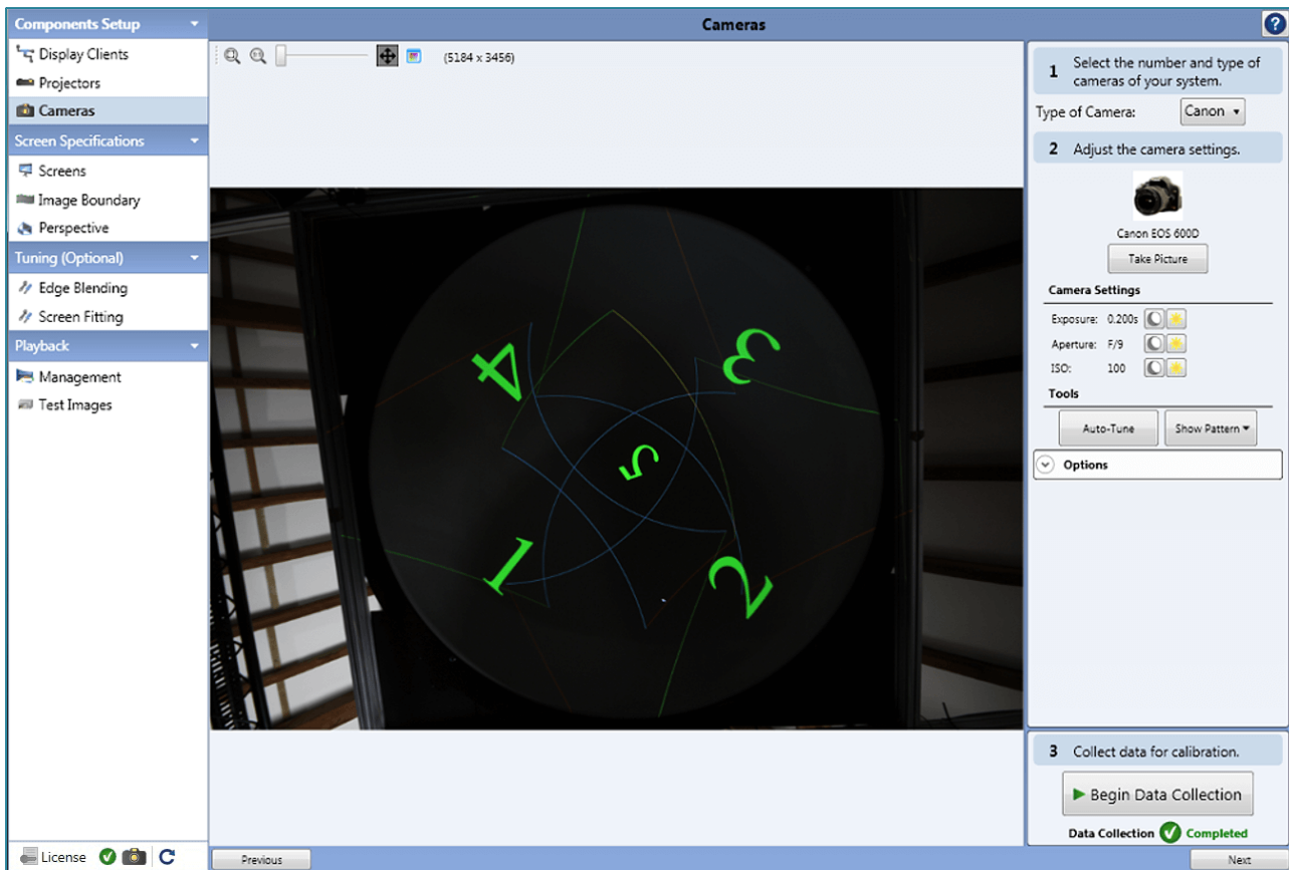 Components Setup
Display Clients
Projectors
Cameras
Screen Specifications
Screens
Image Boundary
Perspective
Tuning (Optional)
Edge Blending
Screen Fitting
Playback
Management
Test Images
License
Cameras
(5184 x 3456)
4
3
5
1
2
Previous
Next
?
1 Select the number and type of
cameras of your system.
Type of Camera: Canon
2 Adjust the camera settings.
Canon EOS 600D
Take Picture
Camera Settings
Exposure: 0.200s
Aperture: F/9
ISO: 100
Tools
Auto-Tune Show Pattern
Options
3 Collect data for calibration.
Begin Data Collection
Data Collection Completed